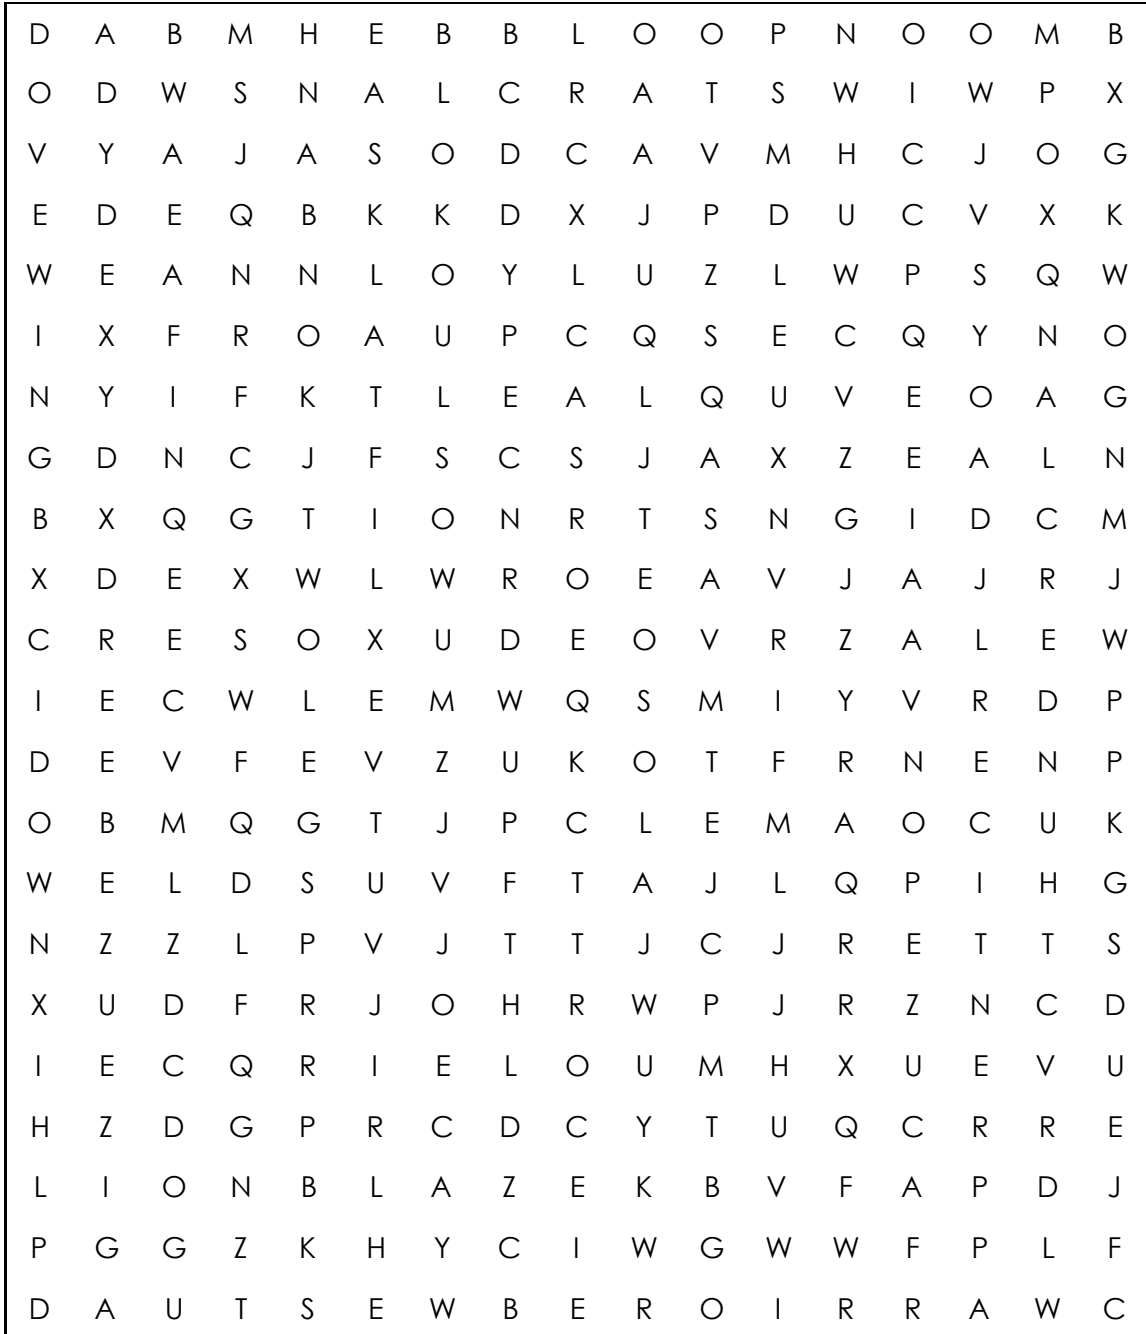 D A B M H E B B L O O P N O O M B
O D W S N A L C R A T S W I W P X
V Y A J A S O D C A V M H C J O G
E D E Q B K K D X J P D U C V X K
W E A N N L O Y L U Z L W P S Q W
I X F R O A U P C Q S E C Q Y N O
N Y I F K T L E A L Q U V E O A G
G D N C J F S C S J A X Z E A L N
B X Q G T I O N R T S N G I D C M
X D E X W L W R O E A V J A J R J
C R E S O X U D E O V R Z A L E W
I E C W L E M W Q S M I Y V R D P
D E V F E V Z U K O T F R N E N P
O B M Q G T J P C L E M A O C U K
W E L D S U V F T A J L Q P I H G
N Z Z L P V J T T J C J R E T T S
X U D F R J O H R W P J R Z N C D
I E C Q R I E L O U M H X U E V U
H Z D G P R C D C Y T U Q C R R E
L I O N B L A Z E K B V F A P D J
P G G Z K H Y C I W G W W F P L F
D A U T S E W B E R O I R R A W C